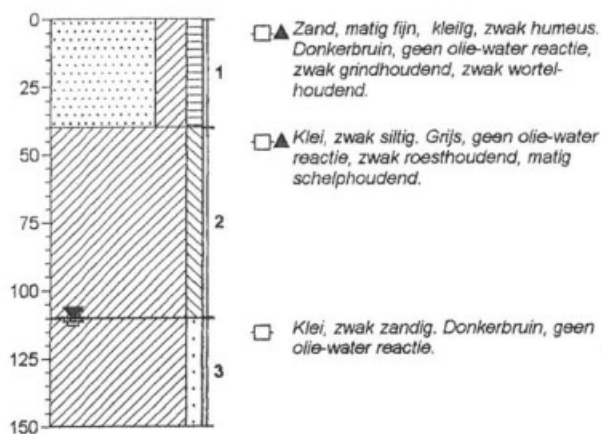 0
25
50
75
100
125
150
1
2
3
Zand, matig fijn, kleiig, zwak humeus.
Donkerbruin, geen olie-water reactie,
zwak grindhoudend, zwak wortel-
houdend.
Klei, zwak siltig. Grijs, geen olie-water
reactie, zwak roesthoudend, matig
schelphoudend.
Klei, zwak zandig. Donkerbruin, geen
olie-water reactie.